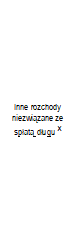 Inne rozchody
niezwiązane ze
spłatą długu x